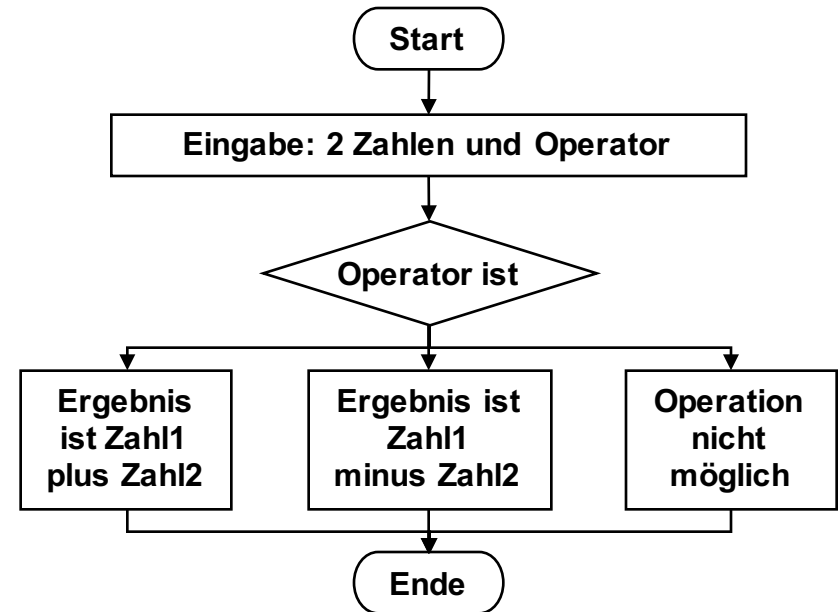 Start
Eingabe: 2 Zahlen und Operator
Operator ist
Ergebnis
ist Zahl1
plus Zahl2
Ergebnis ist
Zahl1
minus Zahl2
Operation
nicht
möglich
Ende